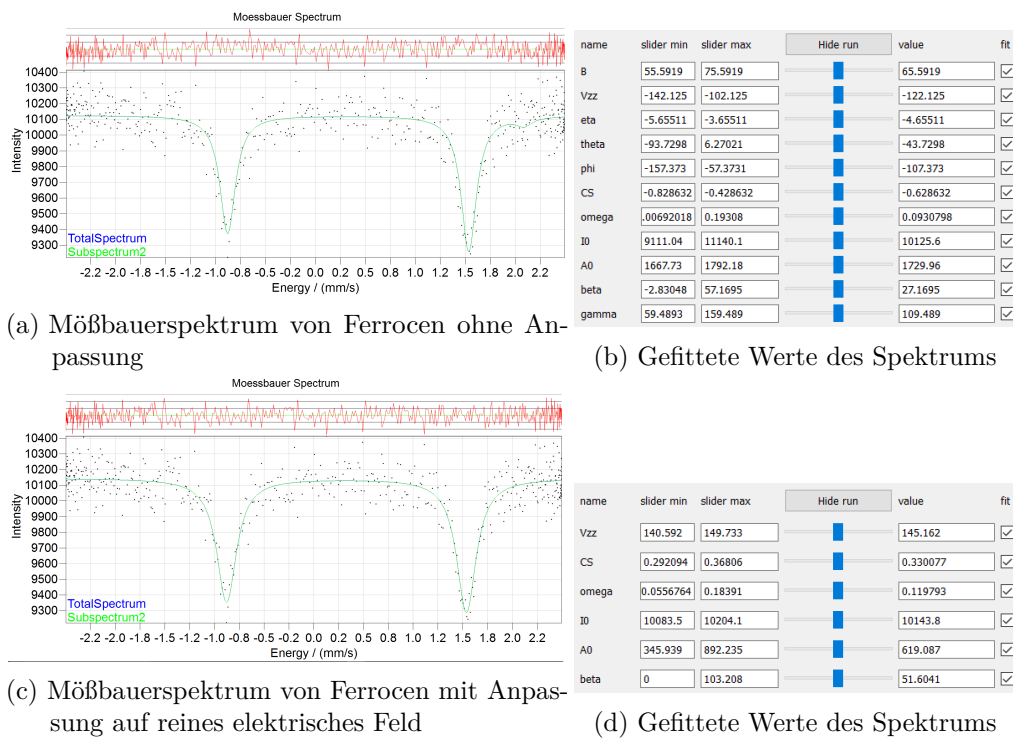 Moessbauer Spectrum
10400
10300
10200
10100
10000
9900
9800
9700
9600
9500
9400
9300
Intensity
TotalSpectrum
Subspectrum2
-2.2 -2.0 -1.8 -1.5 -1.2 -1.0 -0.8 -0.5 -0.2 0.0 0.2 0.5 0.8 1.0 1.2 1.5 1.8 2.0 2.2
Energy / (mm/s)
(a) Mößbauerspektrum von Ferrocen ohne An-
passung
name slider min slider max Hide run value fit
B 55.5919 75.5919 65.5919
Vzz -142.125 -102.125 -122.125
eta -5.65511 -3.65511 -4.65511
theta -93.7298 6.27021 -43.7298
phi -157.373 -57.3731 -107.373
CS -0.828632 -0.428632 -0.628632
omega .00692018 0.19308 0.0930798
I0 9111.04 11140.1 10125.6
A0 1667.73 1792.18 1729.96
beta -2.83048 57.1695 27.1695
gamma 59.4893 159.489 109.489
(b) Gefittete Werte des Spektrums
Moessbauer Spectrum
10400
10300
10200
10100
10000
9900
9800
9700
9600
9500
9400
9300
Intensity
TotalSpectrum
Subspectrum2
-2.2 -2.0 -1.8 -1.5 -1.2 -1.0 -0.8 -0.5 -0.2 0.0 0.2 0.5 0.8 1.0 1.2 1.5 1.8 2.0 2.2
Energy / (mm/s)
(c) Mößbauerspektrum von Ferrocen mit Anpas-
sung auf reines elektrisches Feld
name slider min slider max Hide run value fit
Vzz 140.592 149.733 145.162
CS 0.292094 0.36806 0.330077
omega 0.0556764 0.18391 0.119793
I0 10083.5 10204.1 10143.8
A0 345.939 892.235 619.087
beta 0 103.208 51.6041
(d) Gefittete Werte des Spektrums